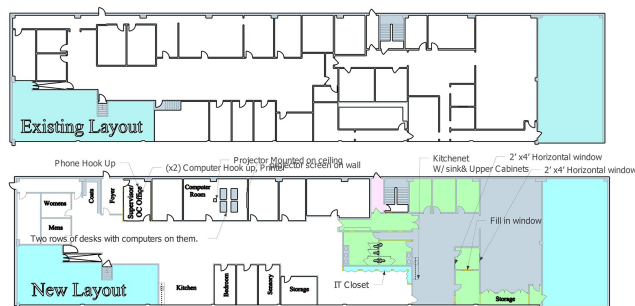 Existing Layout
Phone Hook Up
(x2) Computer Hook up, Printer
Projector Mounted on ceiling
projector screen on wall
Kitchenet
W/ sink& Upper Cabinets
2’ x4’ Horizontal window
2’ x4’ Horizontal window
Womens
Coats
Foyer
Supervision/
OC Office
Computer
Room
Mens
Fill in window
Two rows of desks with computers on them.
New Layout
Kitchen
Bedroom
Sensory
Storage
IT Closet
Storage